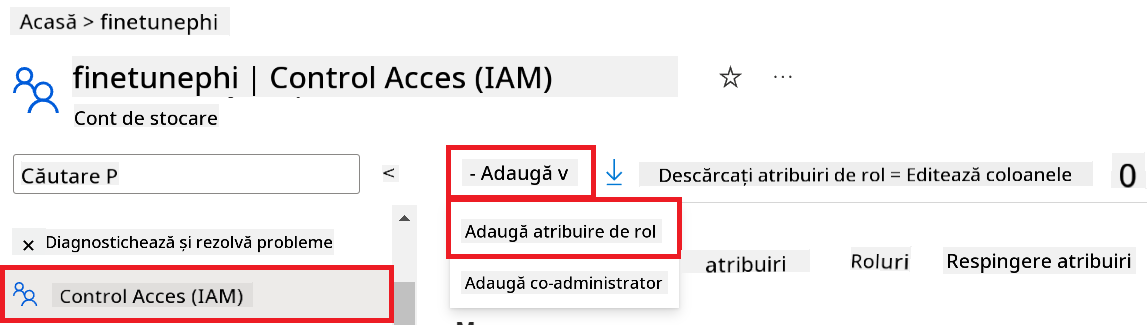 Acasă > finetunephi
finetunephi | Control Acces (IAM)
Cont de stocare
Căutare P
<
- Adaugă v
Descărcați atribuiri de rol = Editează coloanele
0
Diagnostichează și rezolvă probleme
Adaugă atribuire de rol
atribuiri
Roluri
Respingere atribuiri
Control Acces (IAM)
Adaugă co-administrator